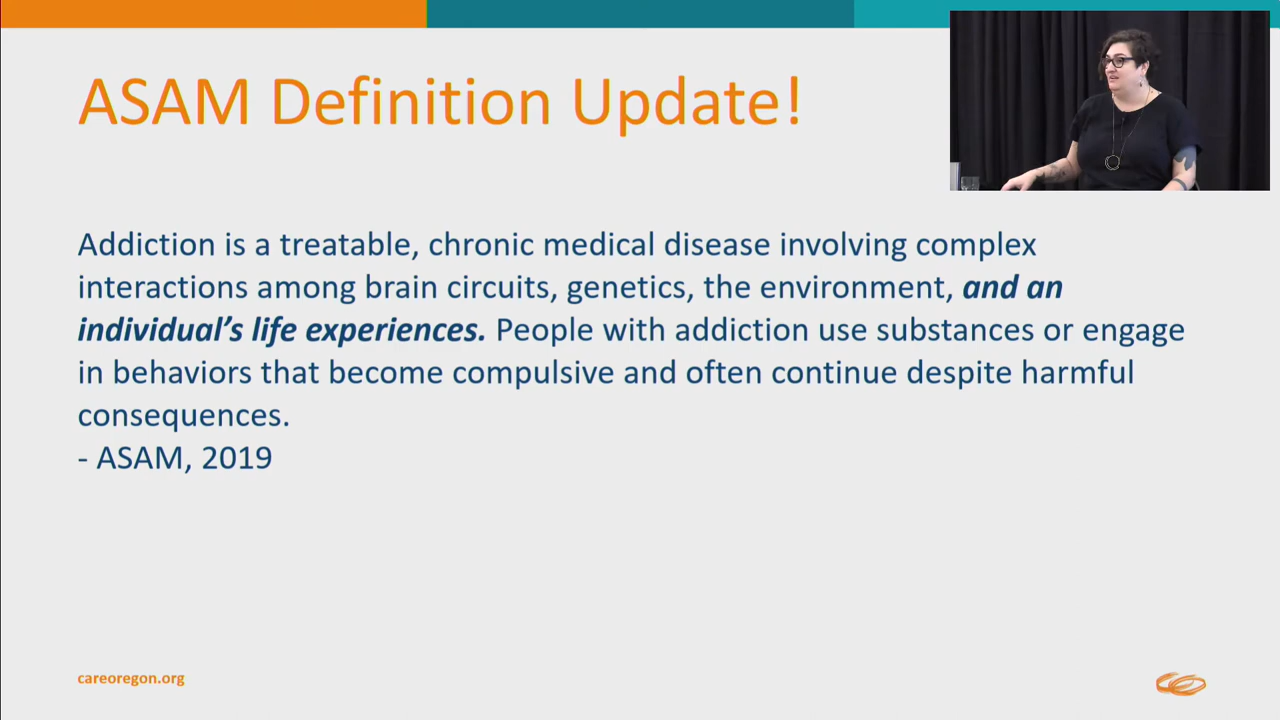 ASAM Definition Update!
Addiction is a treatable, chronic medical disease involving complex
interactions among brain circuits, genetics, the environment, and an
individual’s life experiences. People with addiction use substances or engage
in behaviors that become compulsive and often continue despite harmful
consequences.
- ASAM, 2019
careoregon.org